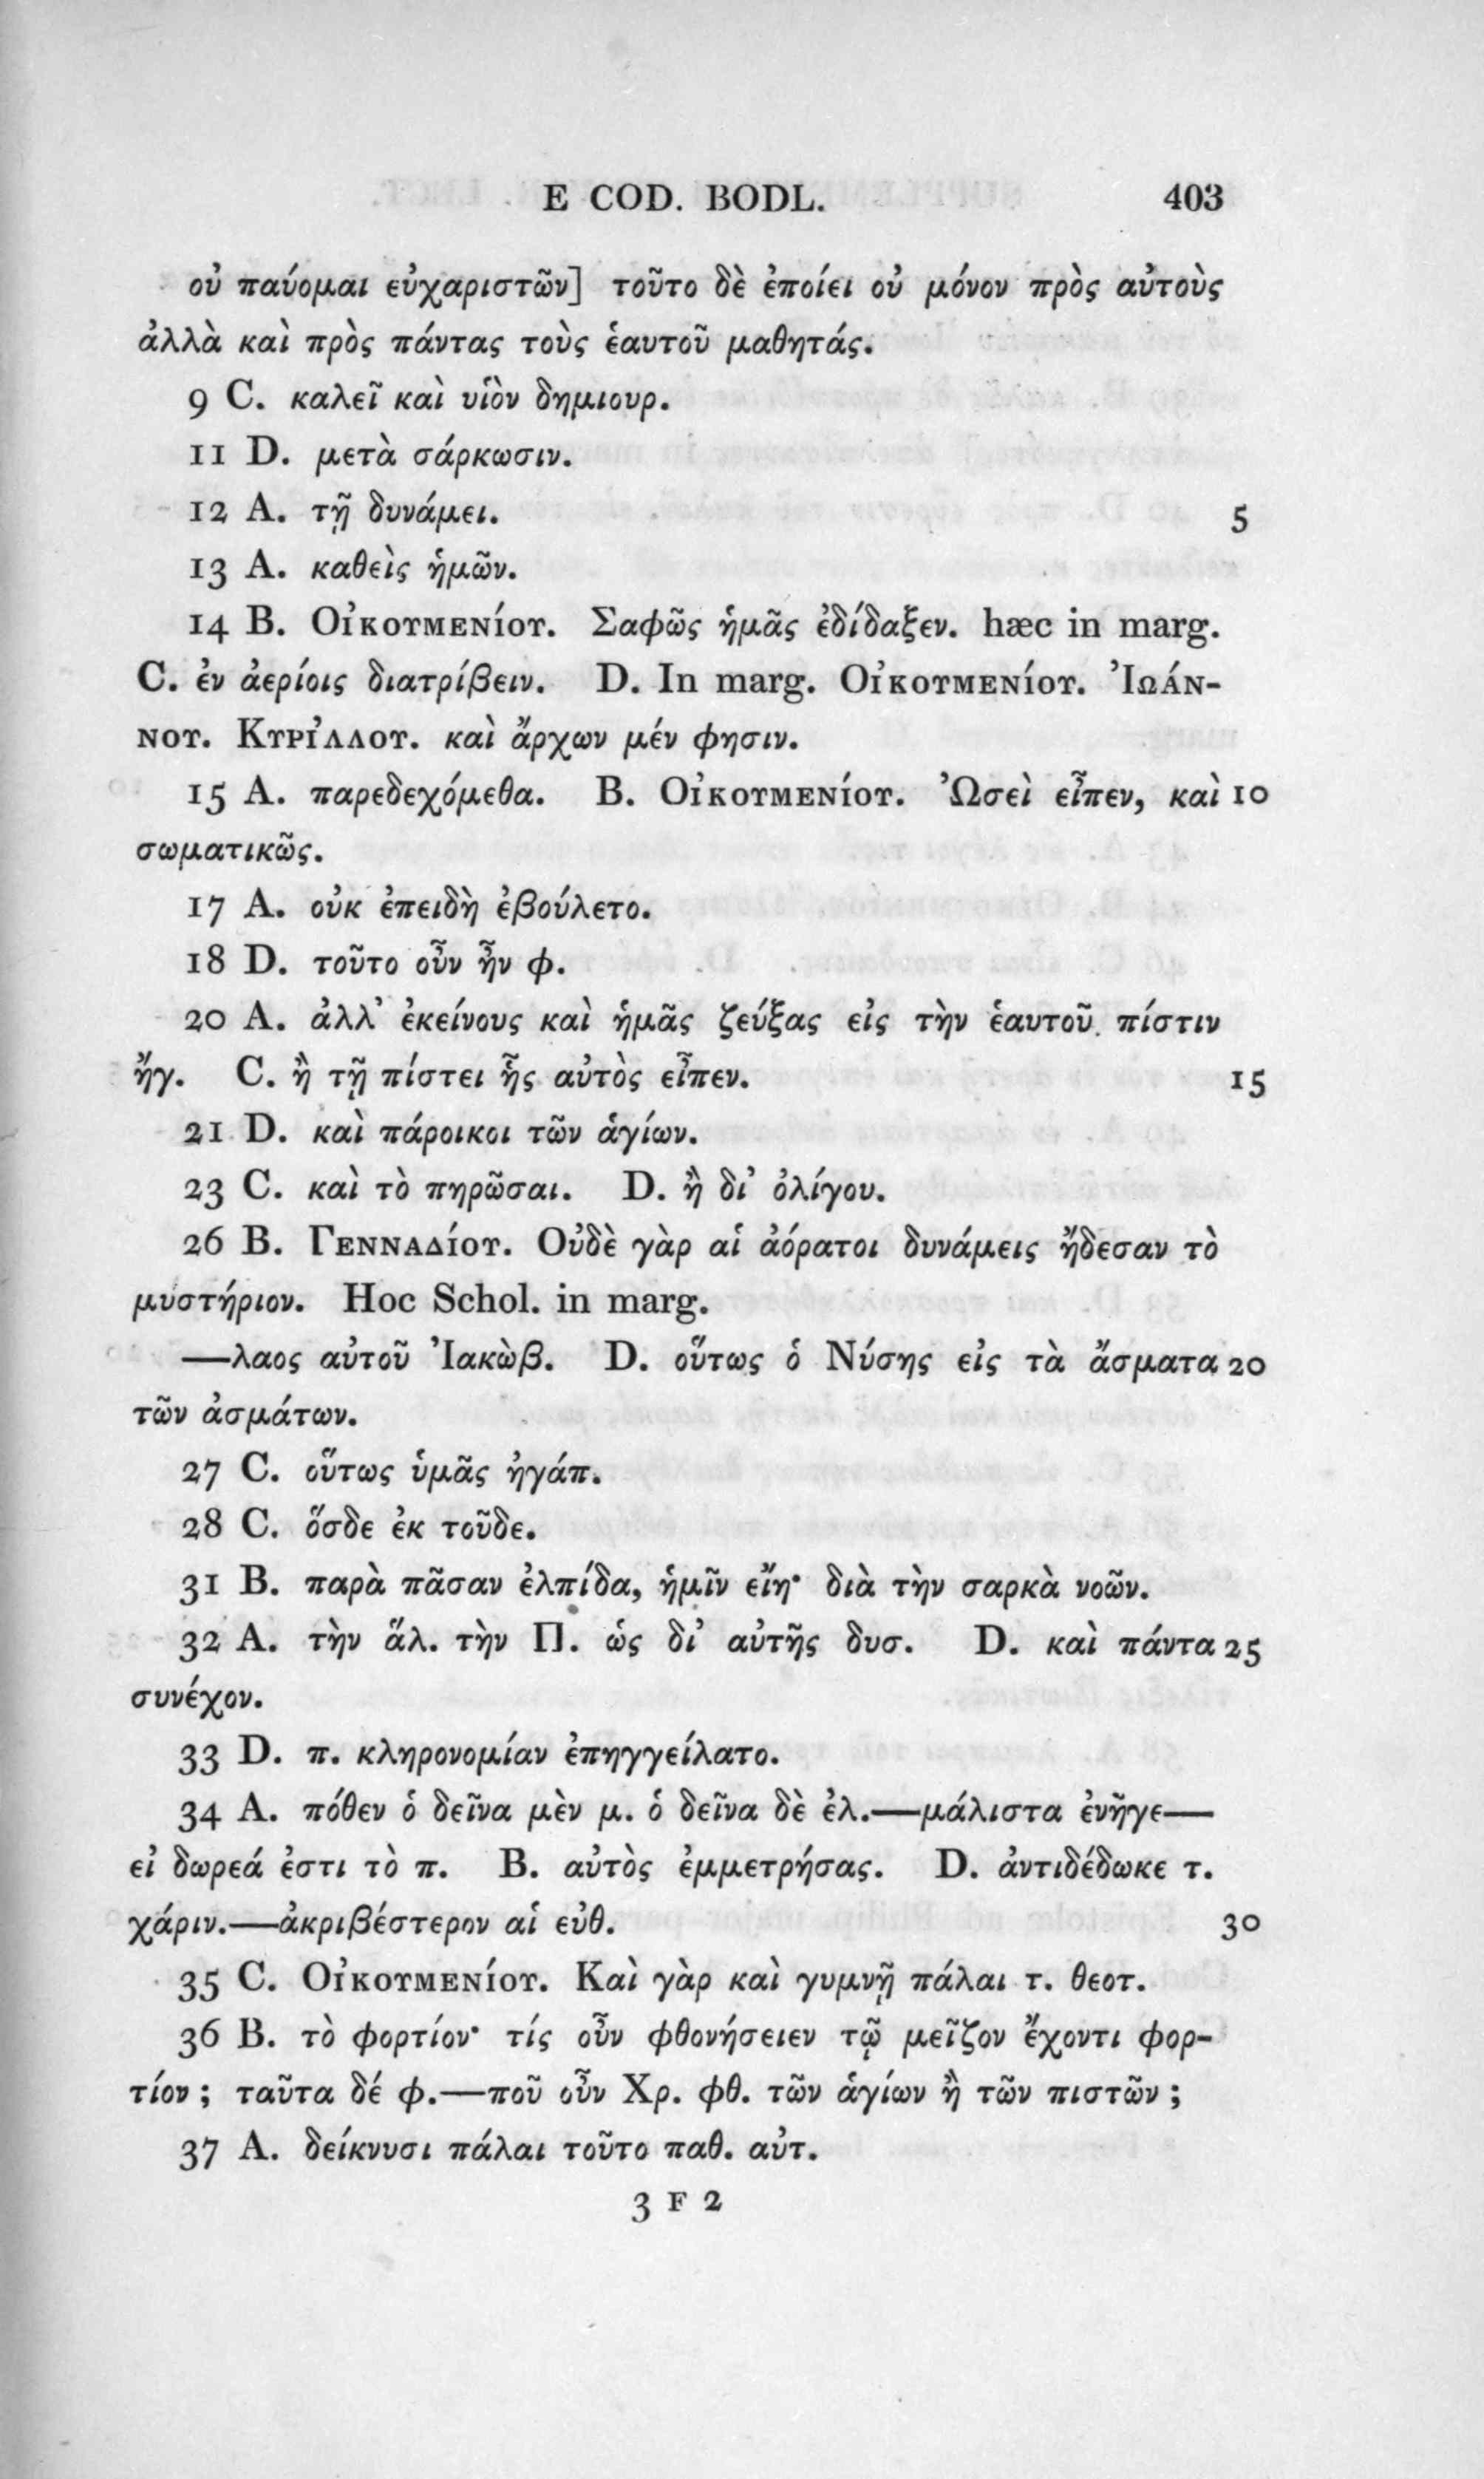 E COD. BODL. 403
οὐ παύομαι εὐχαριστῶν] τοῦτο δὲ ἐποίει οὐ μόνον πρὸς αὐτοὺς
ἀλλὰ καὶ πρὸς πάντας τοὺς ἑαυτοῦ μαθητάς.
9 C. καλεῖ καὶ υἱὸν δημιουρ.
11 D. μετὰ σάρκωσιν.
12 A. τῇ δυνάμει. 5
13 A. καθεὶς ἡμῶν.
14 B. ΟἸΚΟΥΜΕΝΊΟΥ. Σαφῶς ἡμᾶς ἐδίδαξεν. hæc in marg.
C. ἐν ἀερίοις διατρίβειν. D. In marg. ΟἸΚΟΥΜΕΝΊΟΥ. ἸΩΆΝ-
ΝΟΥ. ΚΥΡΊΛΛΟΥ. καὶ ἄρχων μέν φησιν.
15 A. παρεδεχόμεθα. B. ΟἸΚΟΥΜΕΝΊΟΥ. Ὡσεὶ εἶπεν, καὶ 10
σωματικῶς.
17 A. οὐκ ἐπειδὴ ἐβούλετο.
18 D. τοῦτο οὖν ἦν φ.
20 A. ἀλλ᾽ ἐκείνους καὶ ἡμᾶς ζεύξας εἰς τὴν ἑαυτοῦ πίστιν
ἤγ. C. ἢ τῇ πίστει ἧς αὐτὸς εἶπεν. 15
21 D. καὶ πάροικοι τῶν ἁγίων.
23 C. καὶ τὸ πηρῶσαι. D. ἢ δι᾽ ὀλίγου.
26 B. ΓΕΝΝΑΔΊΟΥ. Οὐδὲ γὰρ αἱ ἀόρατοι δυνάμεις ᾔδεσαν τὸ
μυστήριον. Hoc Schol. in marg.
—λαος αὐτοῦ Ἰακὼβ. D. οὕτως ὁ Νύσης εἰς τὰ ἄσματα 20
τῶν ἀσμάτων.
27 C. οὕτως ὑμᾶς ἠγάπ.
28 C. ὅσδε ἐκ τοῦδε.
31 B. παρὰ πᾶσαν ἐλπίδα, ἡμῖν εἴη· διὰ τὴν σαρκὰ νοῶν.
32 A. τὴν ἅλ. τὴν Π. ὡς δι᾽ αὐτῆς δυσ. D. καὶ πάντα 25
συνέχον.
33 D. π. κληρονομίαν ἐπηγγείλατο.
34 A. πόθεν ὁ δεῖνα μὲν μ. ὁ δεῖνα δὲ ἐλ.—μάλιστα ἐνῆγε—
εἰ δωρεά ἐστι τὸ π. B. αὐτὸς ἐμμετρήσας. D. ἀντιδέδωκε τ.
χάριν.—ἀκριβέστερον αἱ εὐθ. 30
35 C. ΟἸΚΟΥΜΕΝΊΟΥ. Καὶ γὰρ καὶ γυμνῇ πάλαι τ. θεοτ.
36 B. τὸ φορτίον· τίς οὖν φθονήσειεν τῷ μεῖζον ἔχοντι φορ-
τίον ; ταῦτα δέ φ.—ποῦ οὖν Χρ. φθ. τῶν ἁγίων ἢ τῶν πιστῶν ;
37 A. δείκνυσι πάλαι τοῦτο παθ. αὐτ.
3 F 2